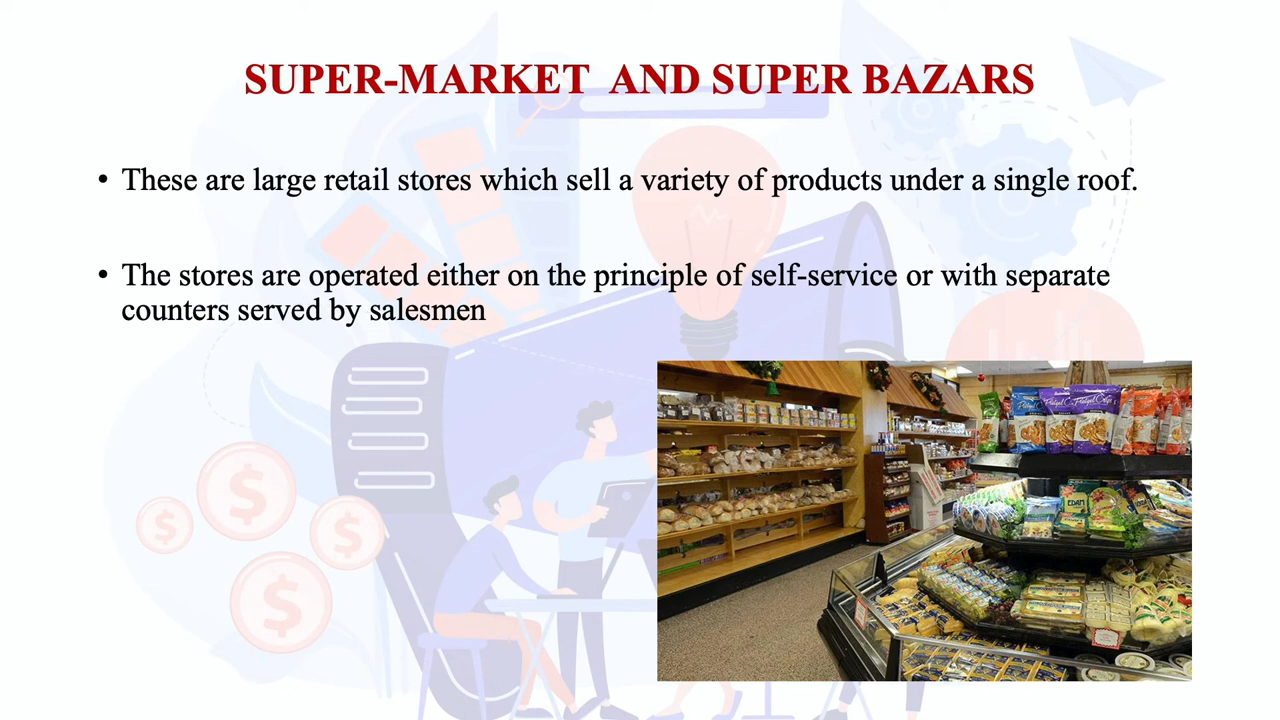 SUPER-MARKET AND SUPER BAZARS
• These are large retail stores which sell a variety of products under a single roof.
• The stores are operated either on the principle of self-service or with separate
counters served by salesmen
EDAM